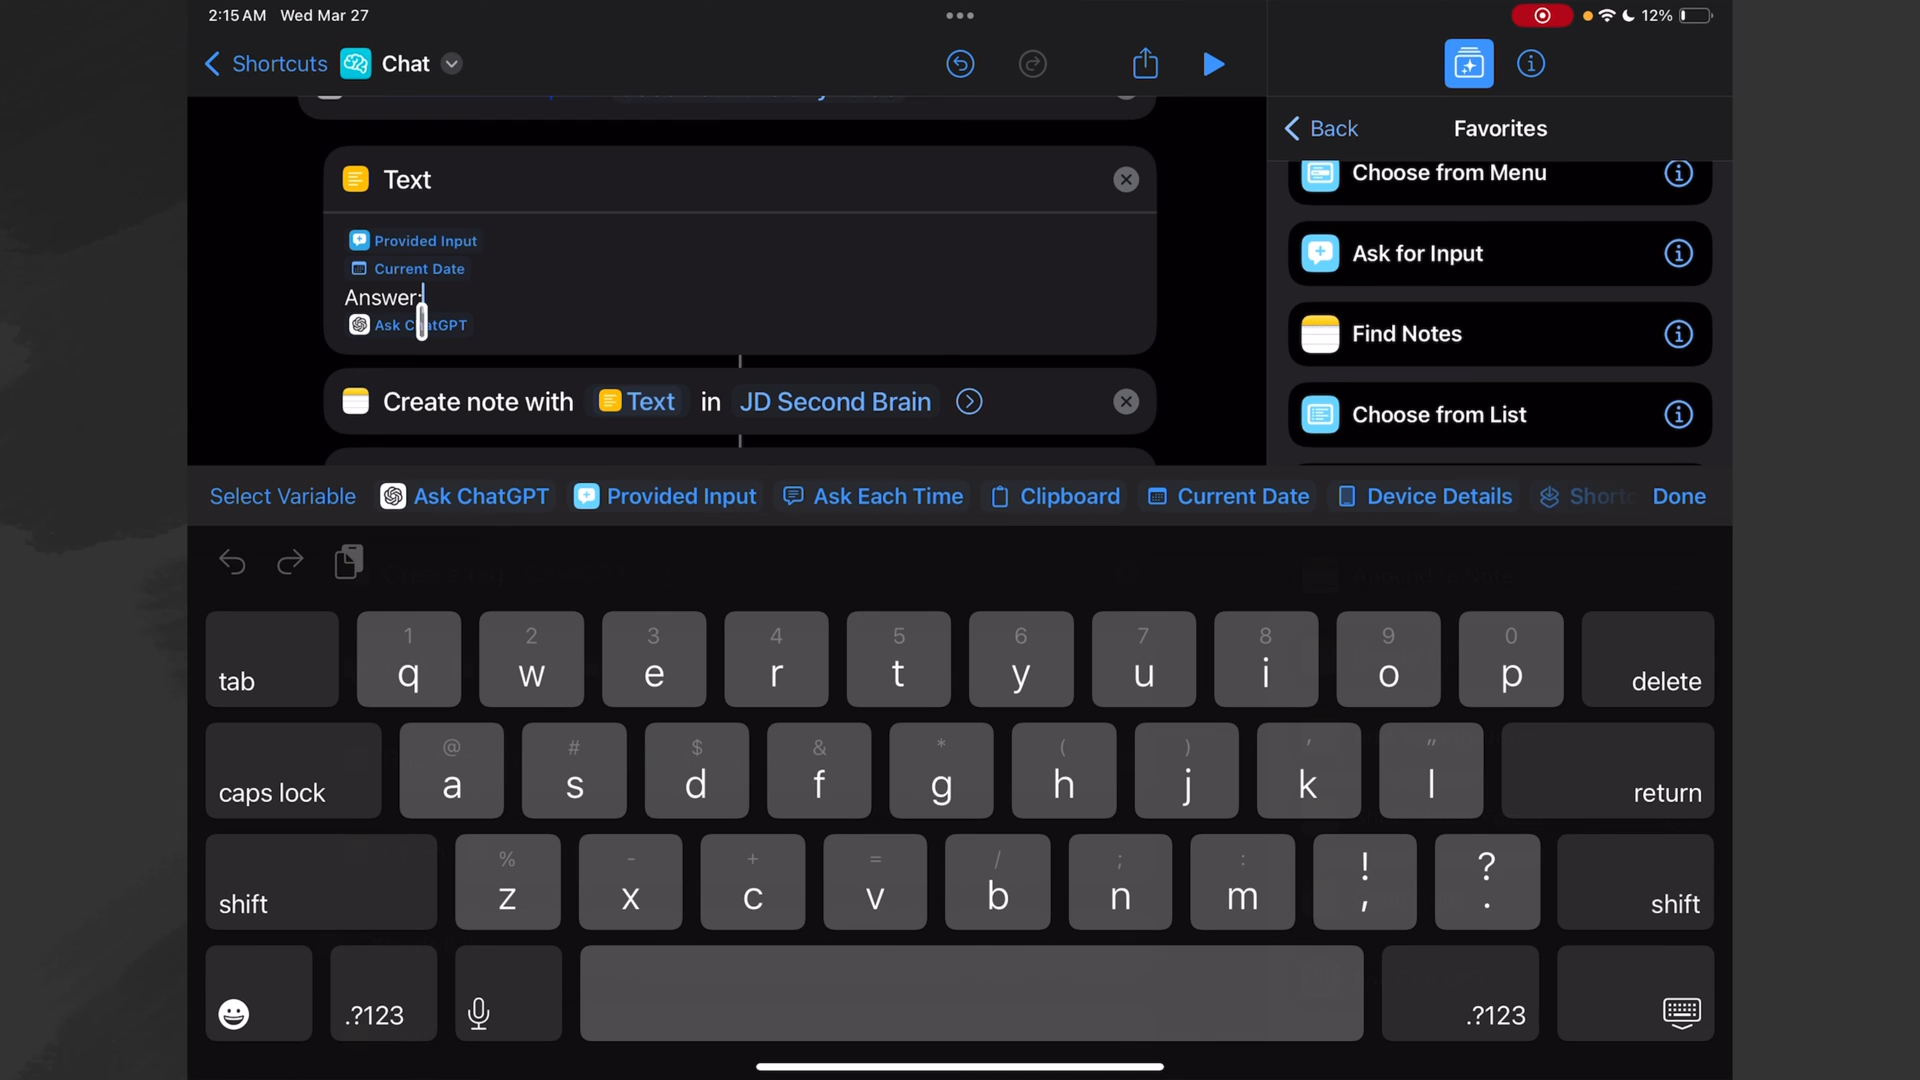 2:15 AM Wed Mar 27
12%
Shortcuts Chat
Back Favorites
Text
Provided Input
Current Date
Answer:
Ask ChatGPT
Create note with Text in JD Second Brain
Choose from Menu
Ask for Input
Find Notes
Choose from List
Select Variable Ask ChatGPT Provided Input Ask Each Time Clipboard Current Date Device Details Done
tab 1 q 2 w 3 e 4 r 5 t 6 y 7 u 8 i 9 o 0 p delete
caps lock @ a # s $ d & f * g ( h ) j ' k " l return
shift % z - x + c = v / b ; n : m ! , ? . shift
.?123 .?123